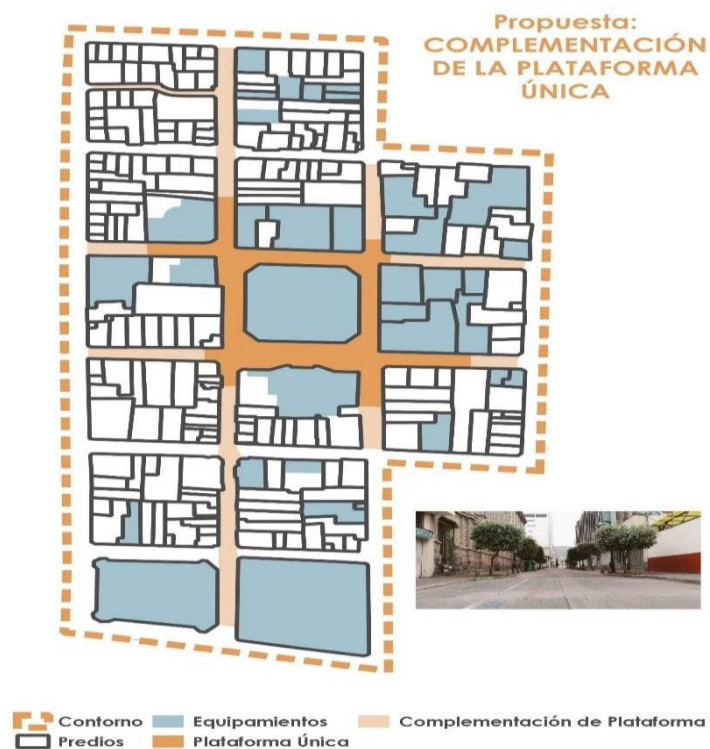 Propuesta:
COMPLEMENTACIÓN
DE LA PLATAFORMA
ÚNICA
Contorno
Equipamientos
Complementación de Plataforma
Predios
Plataforma Única